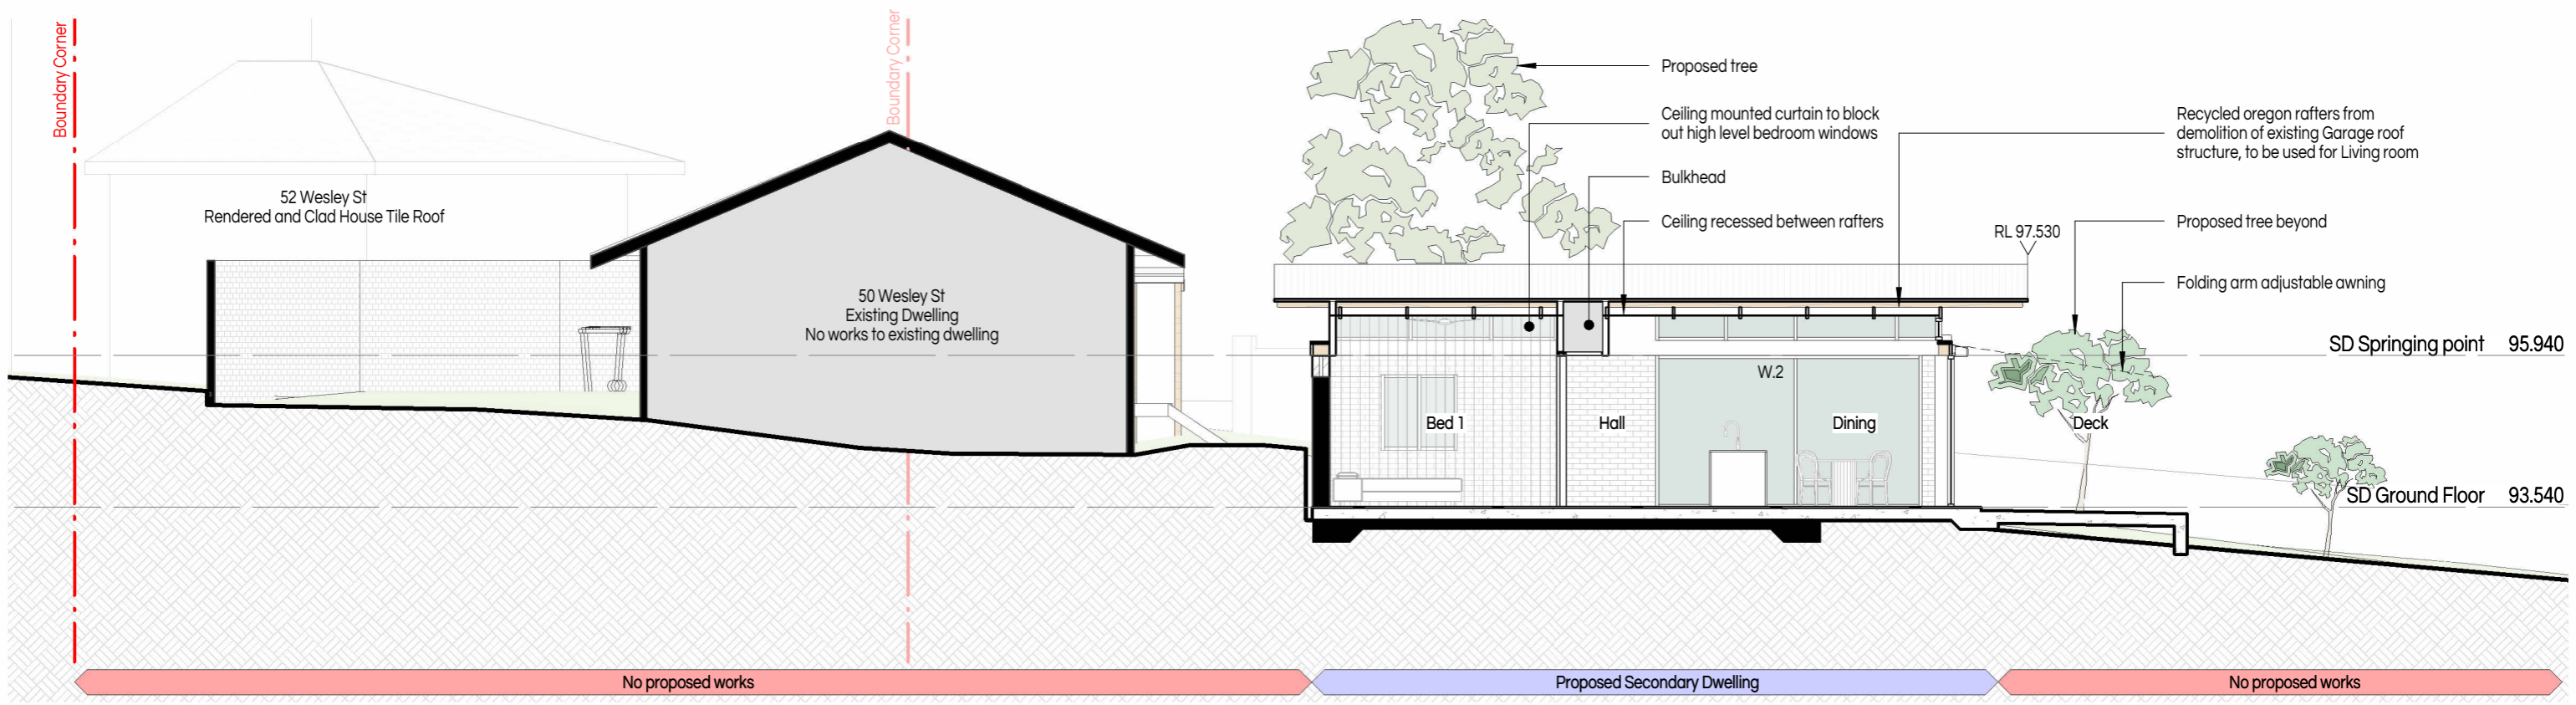 Boundary Corner
Boundary Corner
52 Wesley St
Rendered and Clad House Tile Roof
50 Wesley St
Existing Dwelling
No works to existing dwelling
Proposed tree
Ceiling mounted curtain to block
out high level bedroom windows
Bulkhead
Ceiling recessed between rafters
Recycled oregon rafters from
demolition of existing Garage roof
structure, to be used for Living room
RL 97.530
Proposed tree beyond
Folding arm adjustable awning
SD Springing point 95.940
W.2
Bed 1
Hall
Dining
Deck
SD Ground Floor 93.540
No proposed works
Proposed Secondary Dwelling
No proposed works